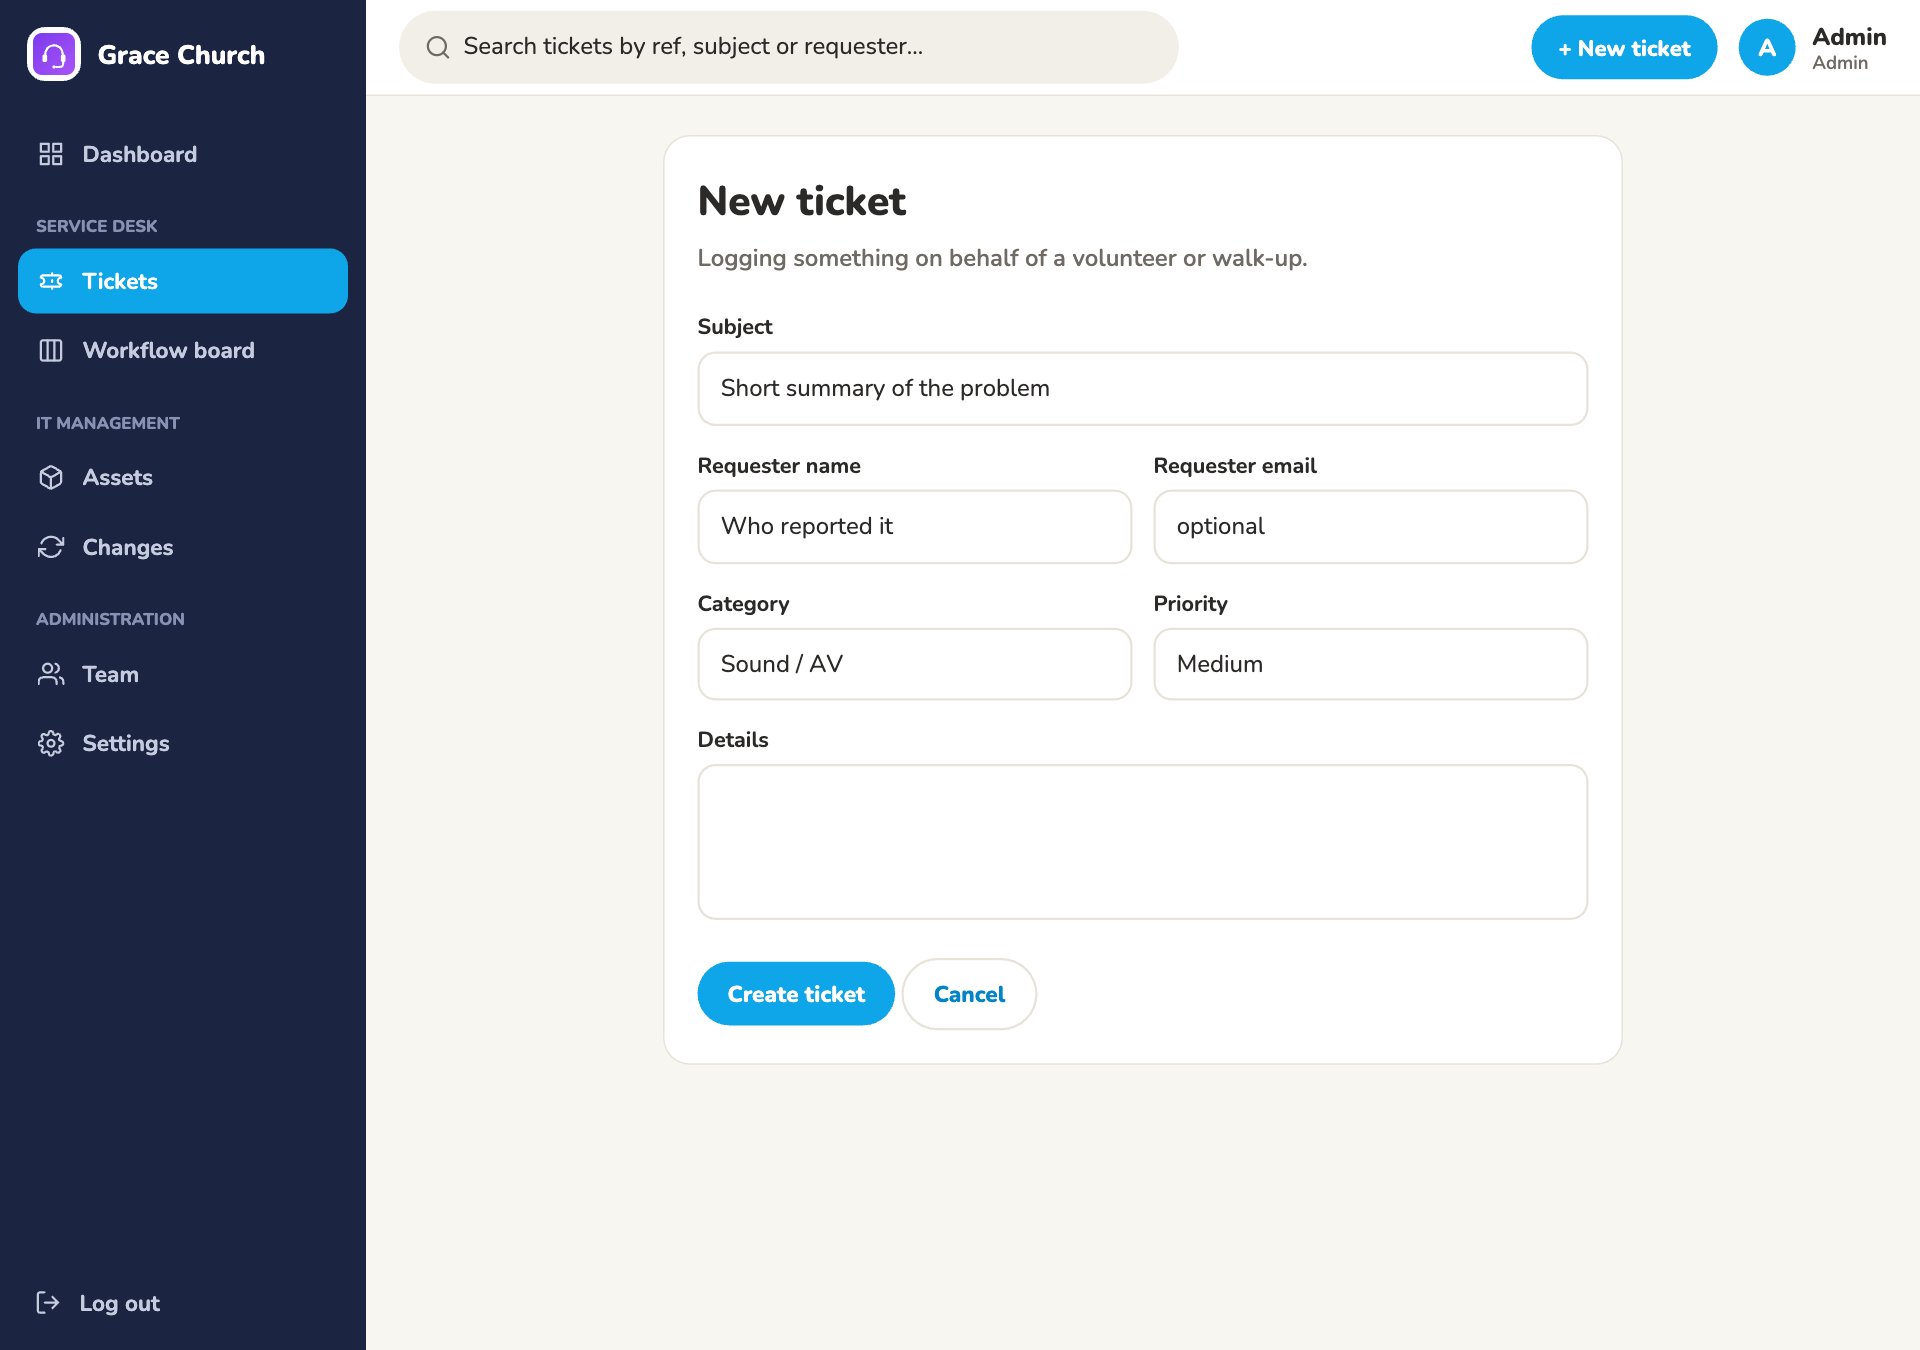 Grace Church
Dashboard
SERVICE DESK
Tickets
Workflow board
IT MANAGEMENT
Assets
Changes
ADMINISTRATION
Team
Settings
Log out
Search tickets by ref, subject or requester...
+ New ticket
A
Admin
Admin
New ticket
Logging something on behalf of a volunteer or walk-up.
Subject
Short summary of the problem
Requester name
Requester email
Who reported it
optional
Category
Priority
Sound / AV
Medium
Details
Create ticket
Cancel